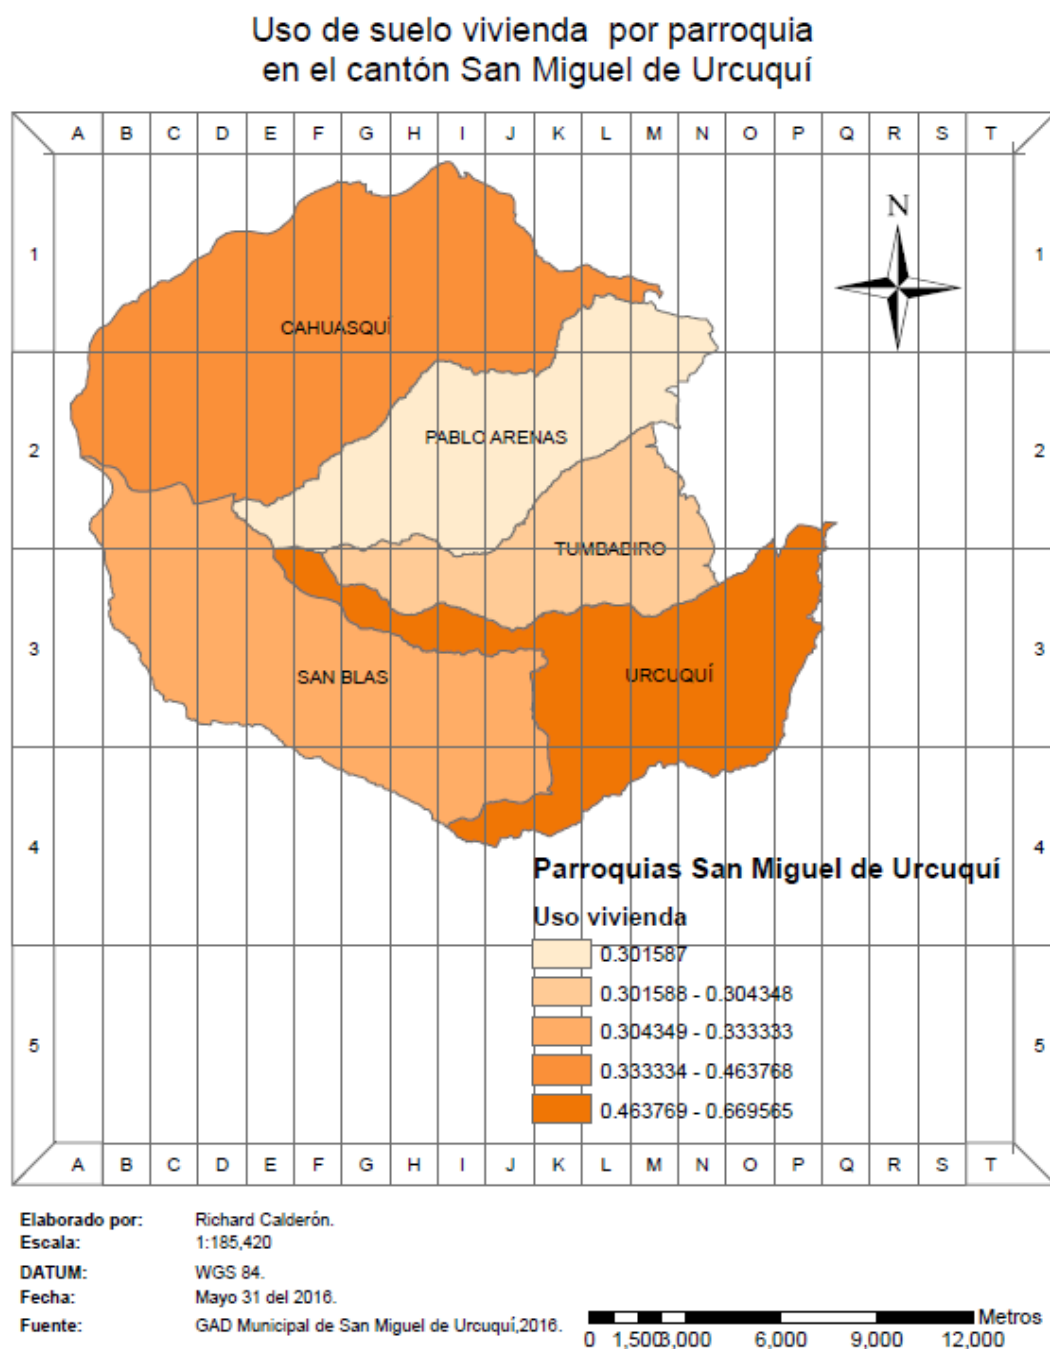 Uso de suelo vivienda por parroquia
en el cantón San Miguel de Urcuquí
A B C D E F G H I J K L M N O P Q R S T
N
1 1
CAHUASQUÍ
PABLO ARENAS
2 2
TUMBABIRO
3 3
SAN BLAS
URCUQUÍ
4 4
Parroquias San Miguel de Urcuquí
Uso vivienda
0.301587
0.301588 - 0.304348
0.304349 - 0.333333
5 5
0.333334 - 0.463768
0.463769 - 0.669565
A B C D E F G H I J K L M N O P Q R S T
Elaborado por: Richard Calderón.
Escala: 1:185,420
DATUM: WGS 84.
Fecha: Mayo 31 del 2016.
Fuente: GAD Municipal de San Miguel de Urcuquí,2016.
Metros
0 1,500 3,000 6,000 9,000 12,000